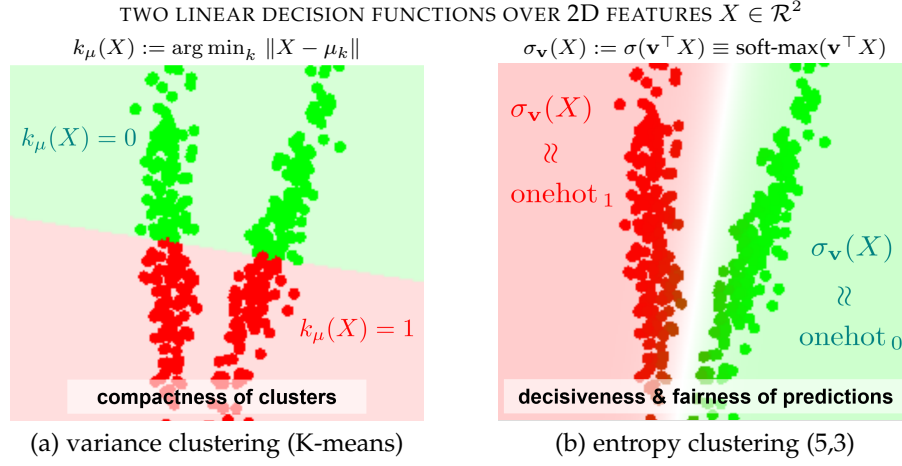 TWO LINEAR DECISION FUNCTIONS OVER 2D FEATURES X ∈ ℛ²
k_μ(X) := arg min_k ‖X − μ_k‖
σ_𝐯(X) := σ(𝐯^⊤X) ≡ soft-max(𝐯^⊤X)
k_μ(X) = 0
k_μ(X) = 1
compactness of clusters
σ_𝐯(X)
≈
onehot_1
σ_𝐯(X)
≈
onehot_0
decisiveness & fairness of predictions
(a) variance clustering (K-means)
(b) entropy clustering (5,3)